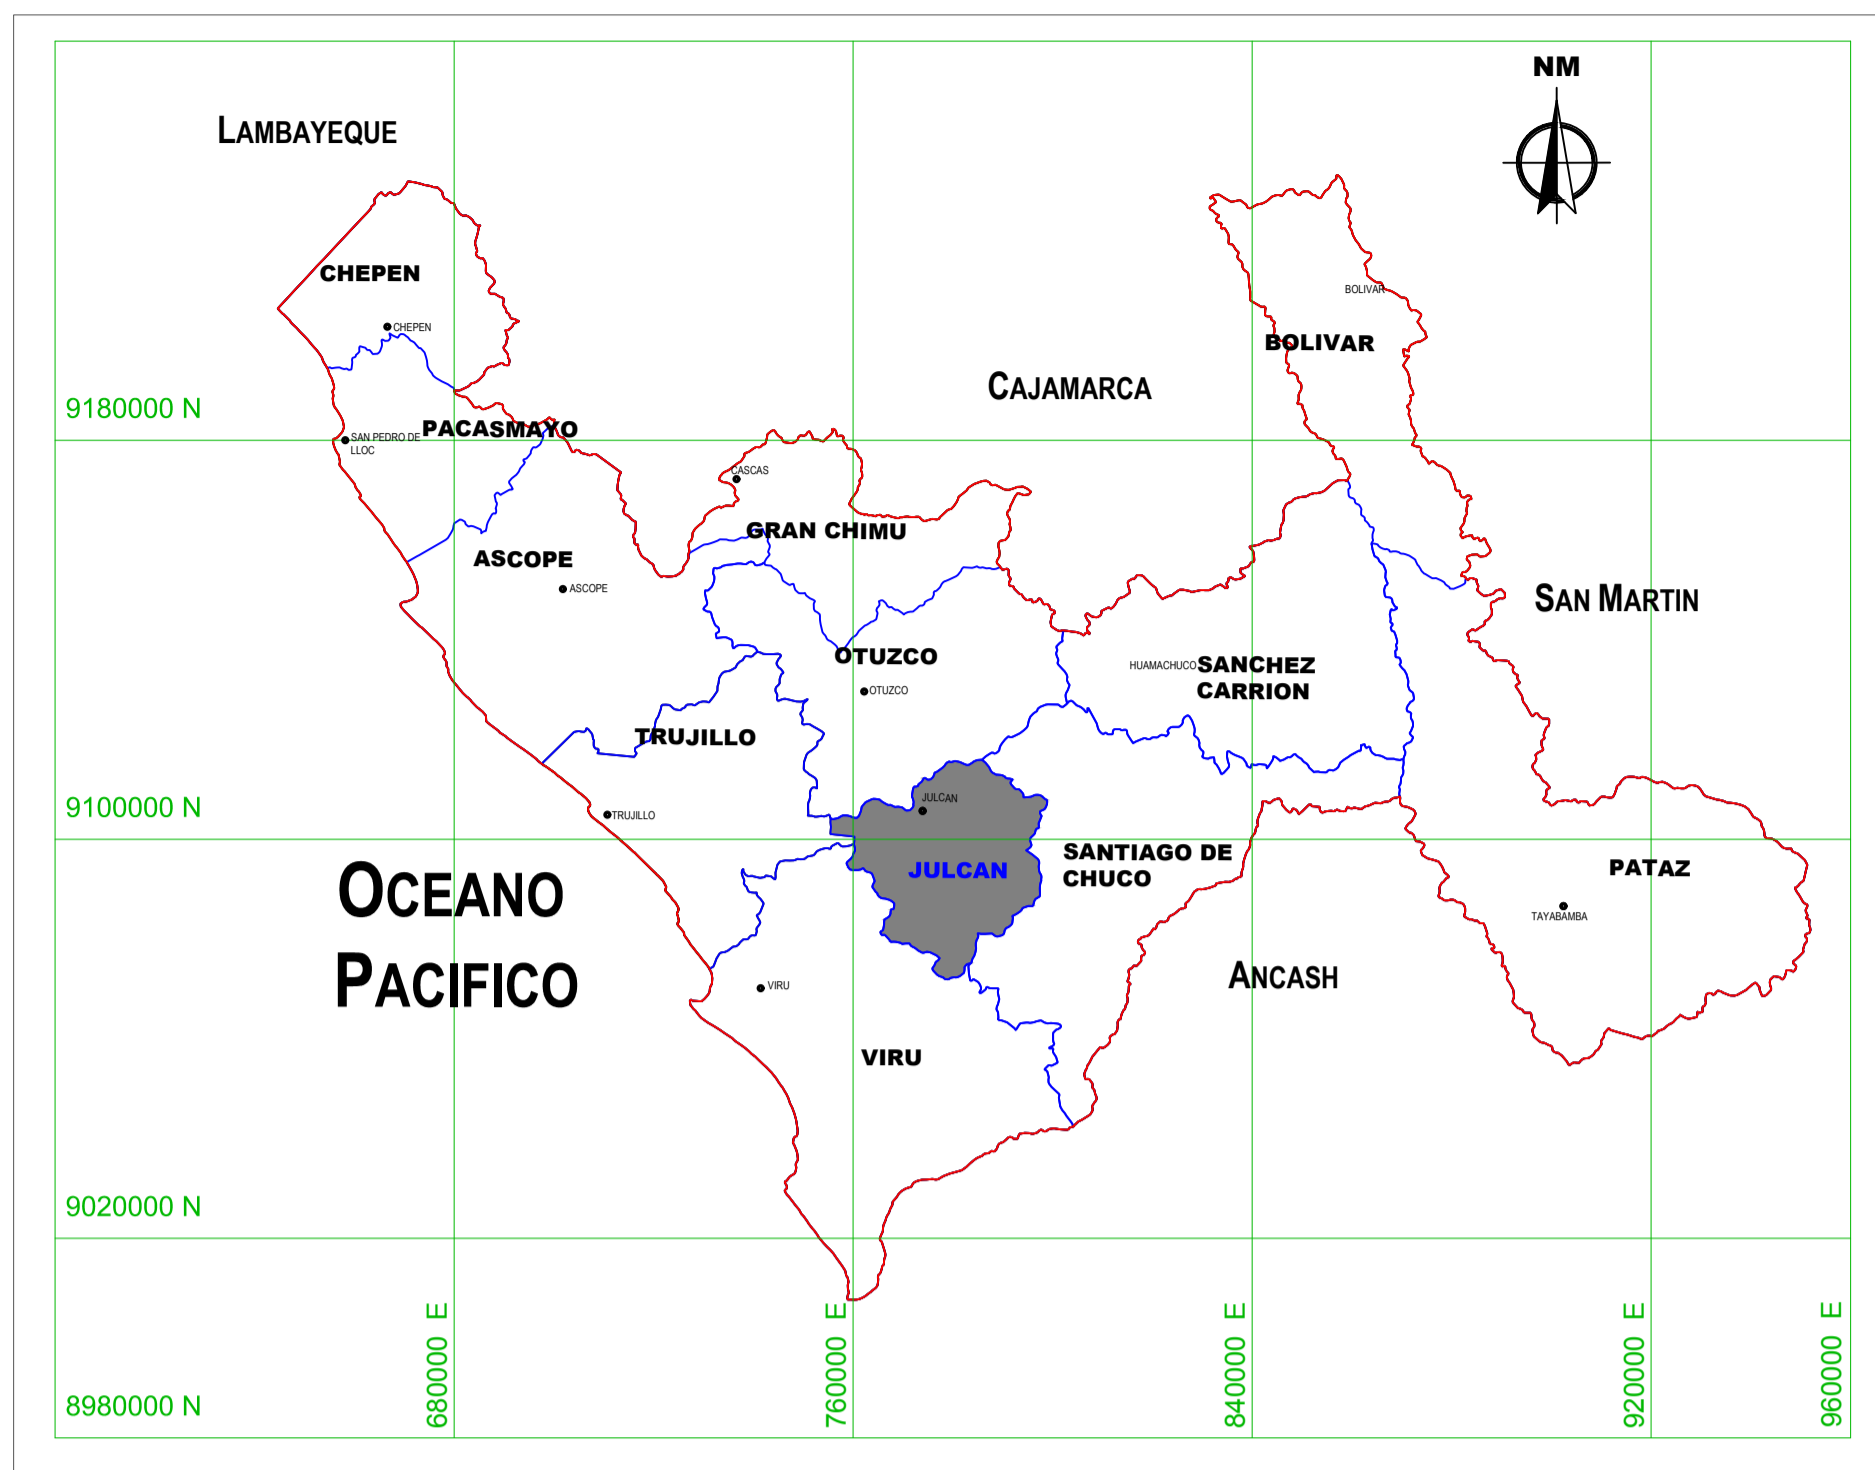 NM
LAMBAYEQUE
CHEPEN
CHEPEN
BOLIVAR
BOLIVAR
CAJAMARCA
9180000 N
PACASMAYO
SAN PEDRO DE
LLOC
CASCAS
GRAN CHIMU
ASCOPE
ASCOPE
SAN MARTIN
OTUZCO
OTUZCO
HUAMACHUCO
SANCHEZ
CARRION
TRUJILLO
TRUJILLO
9100000 N
JULCAN
JULCAN
SANTIAGO DE
CHUCO
PATAZ
TAYABAMBA
OCEANO
PACIFICO
ANCASH
VIRU
VIRU
9020000 N
8980000 N
680000 E
760000 E
840000 E
920000 E
960000 E